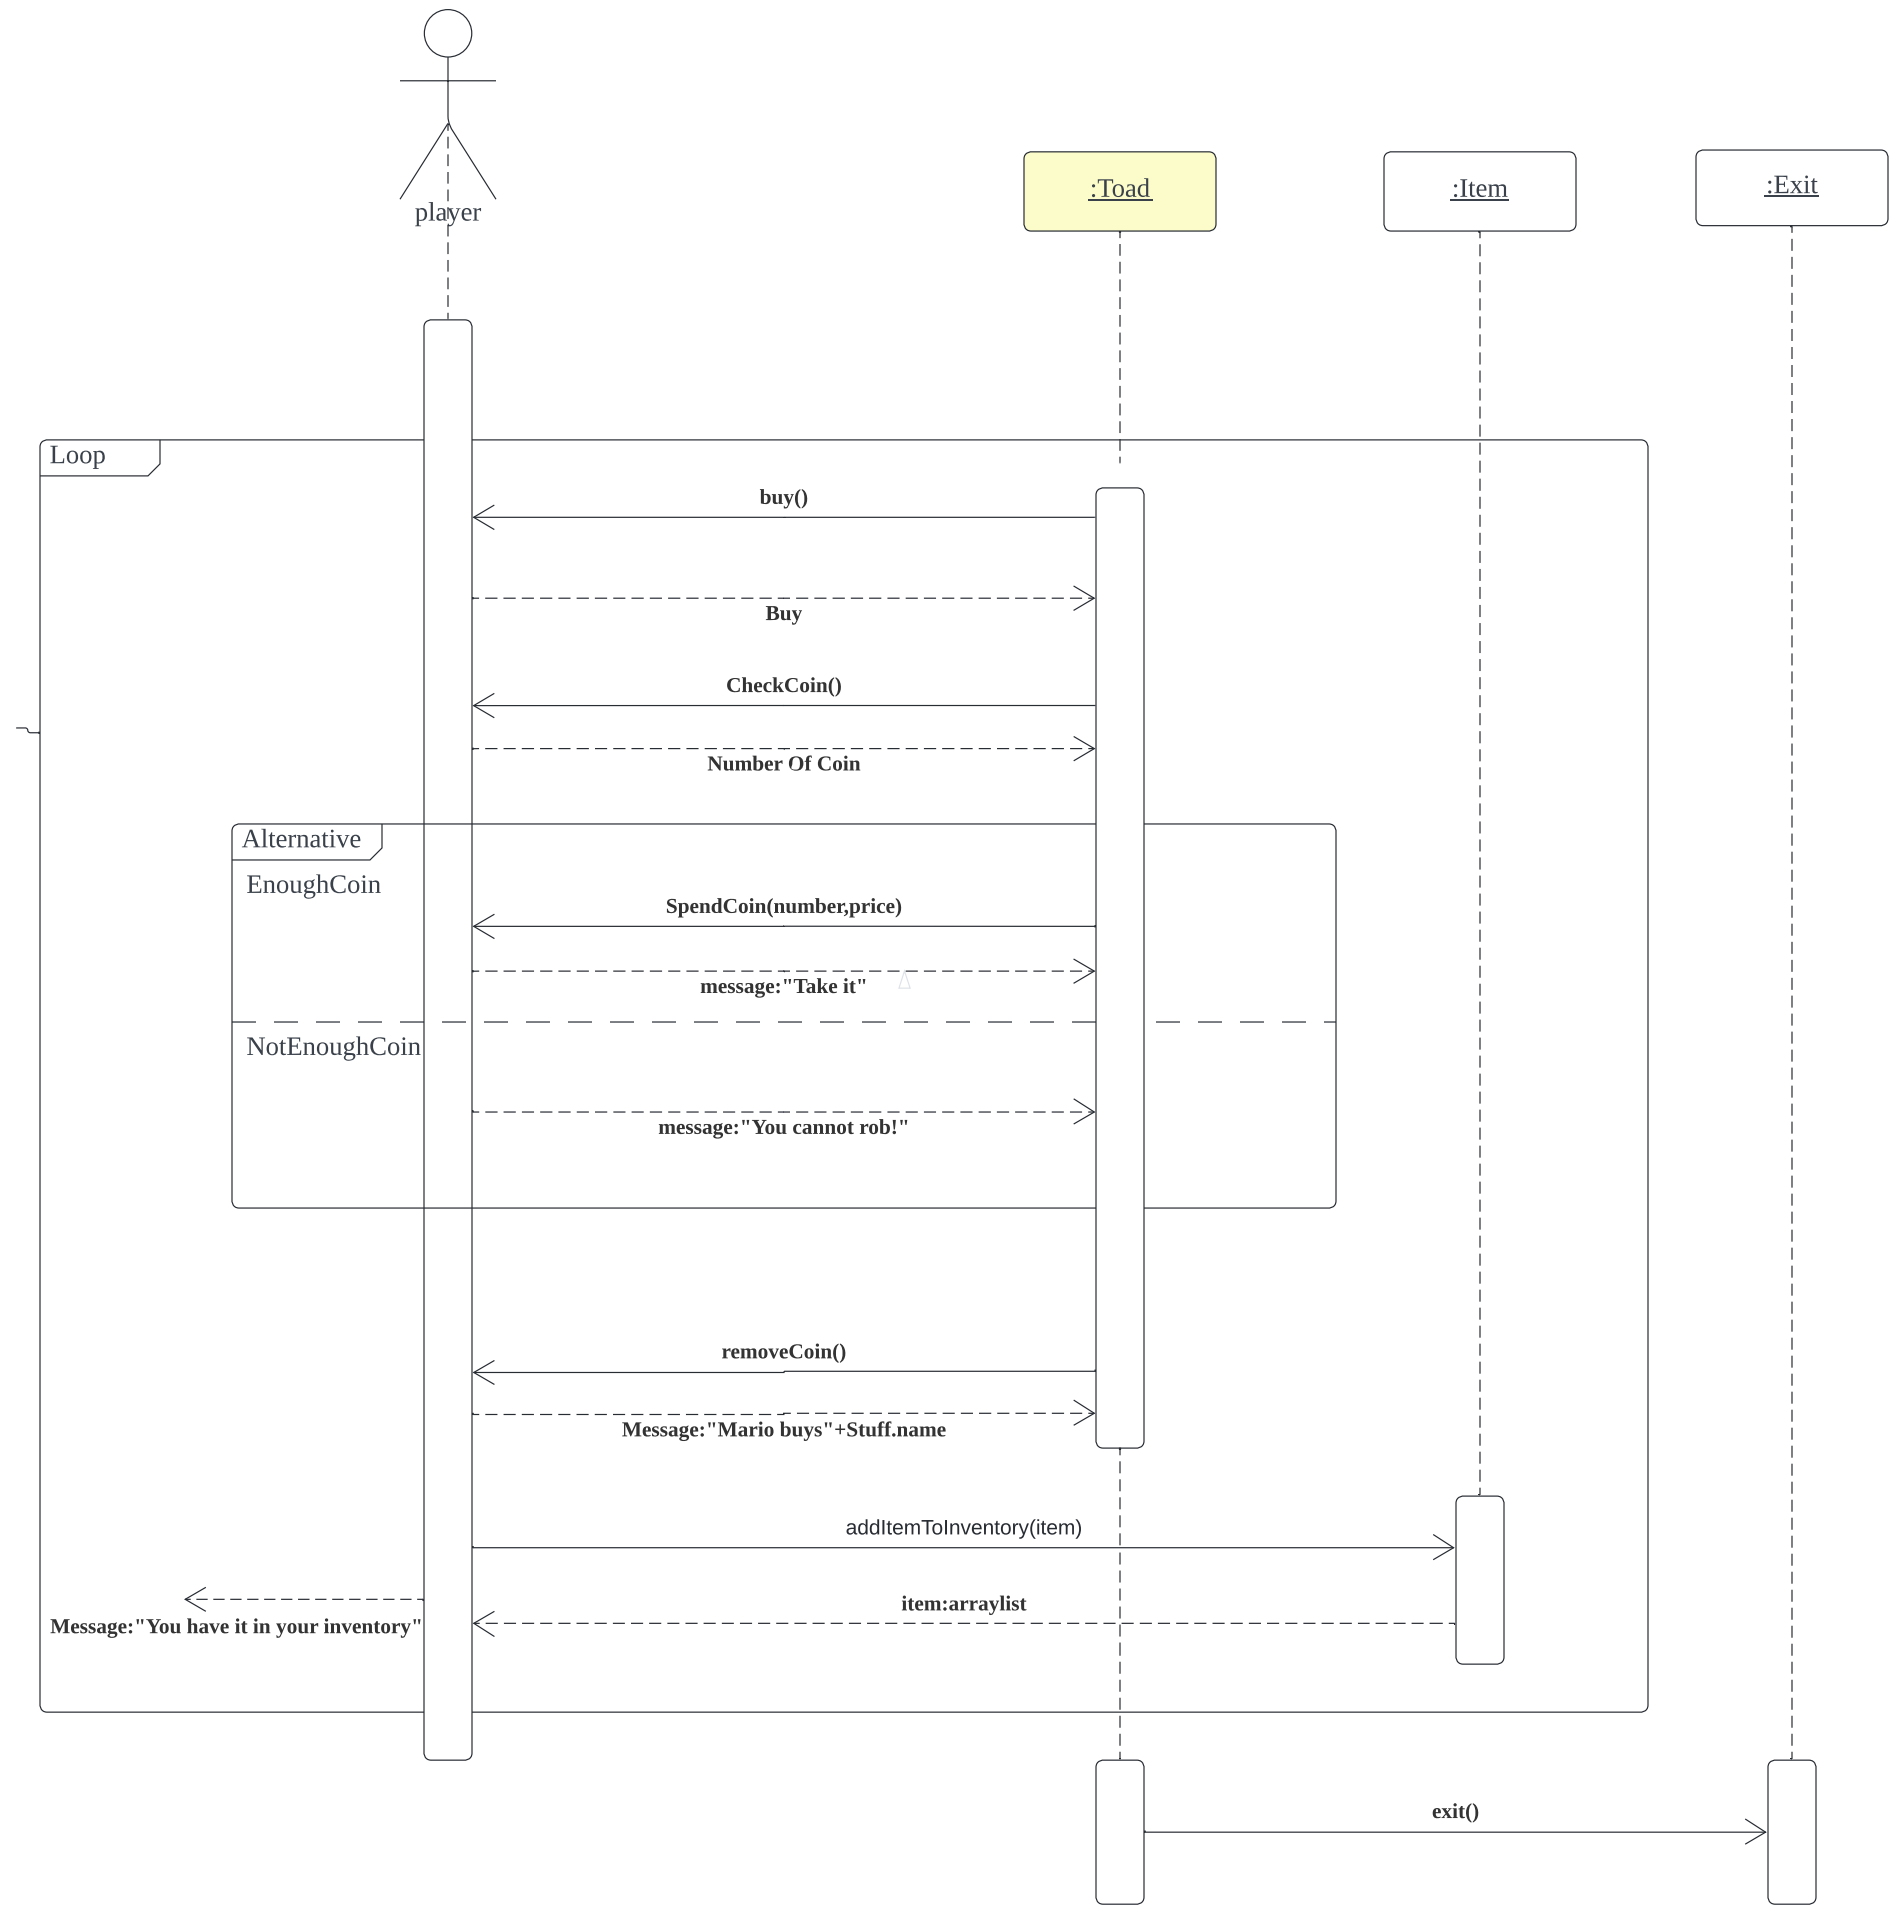 player
:Toad
:Item
:Exit
Loop
buy()
Buy
CheckCoin()
Number Of Coin
Alternative
EnoughCoin
SpendCoin(number,price)
message:"Take it"
NotEnoughCoin
message:"You cannot rob!"
removeCoin()
Message:"Mario buys"+Stuff.name
addItemToInventory(item)
item:arraylist
Message:"You have it in your inventory"
exit()